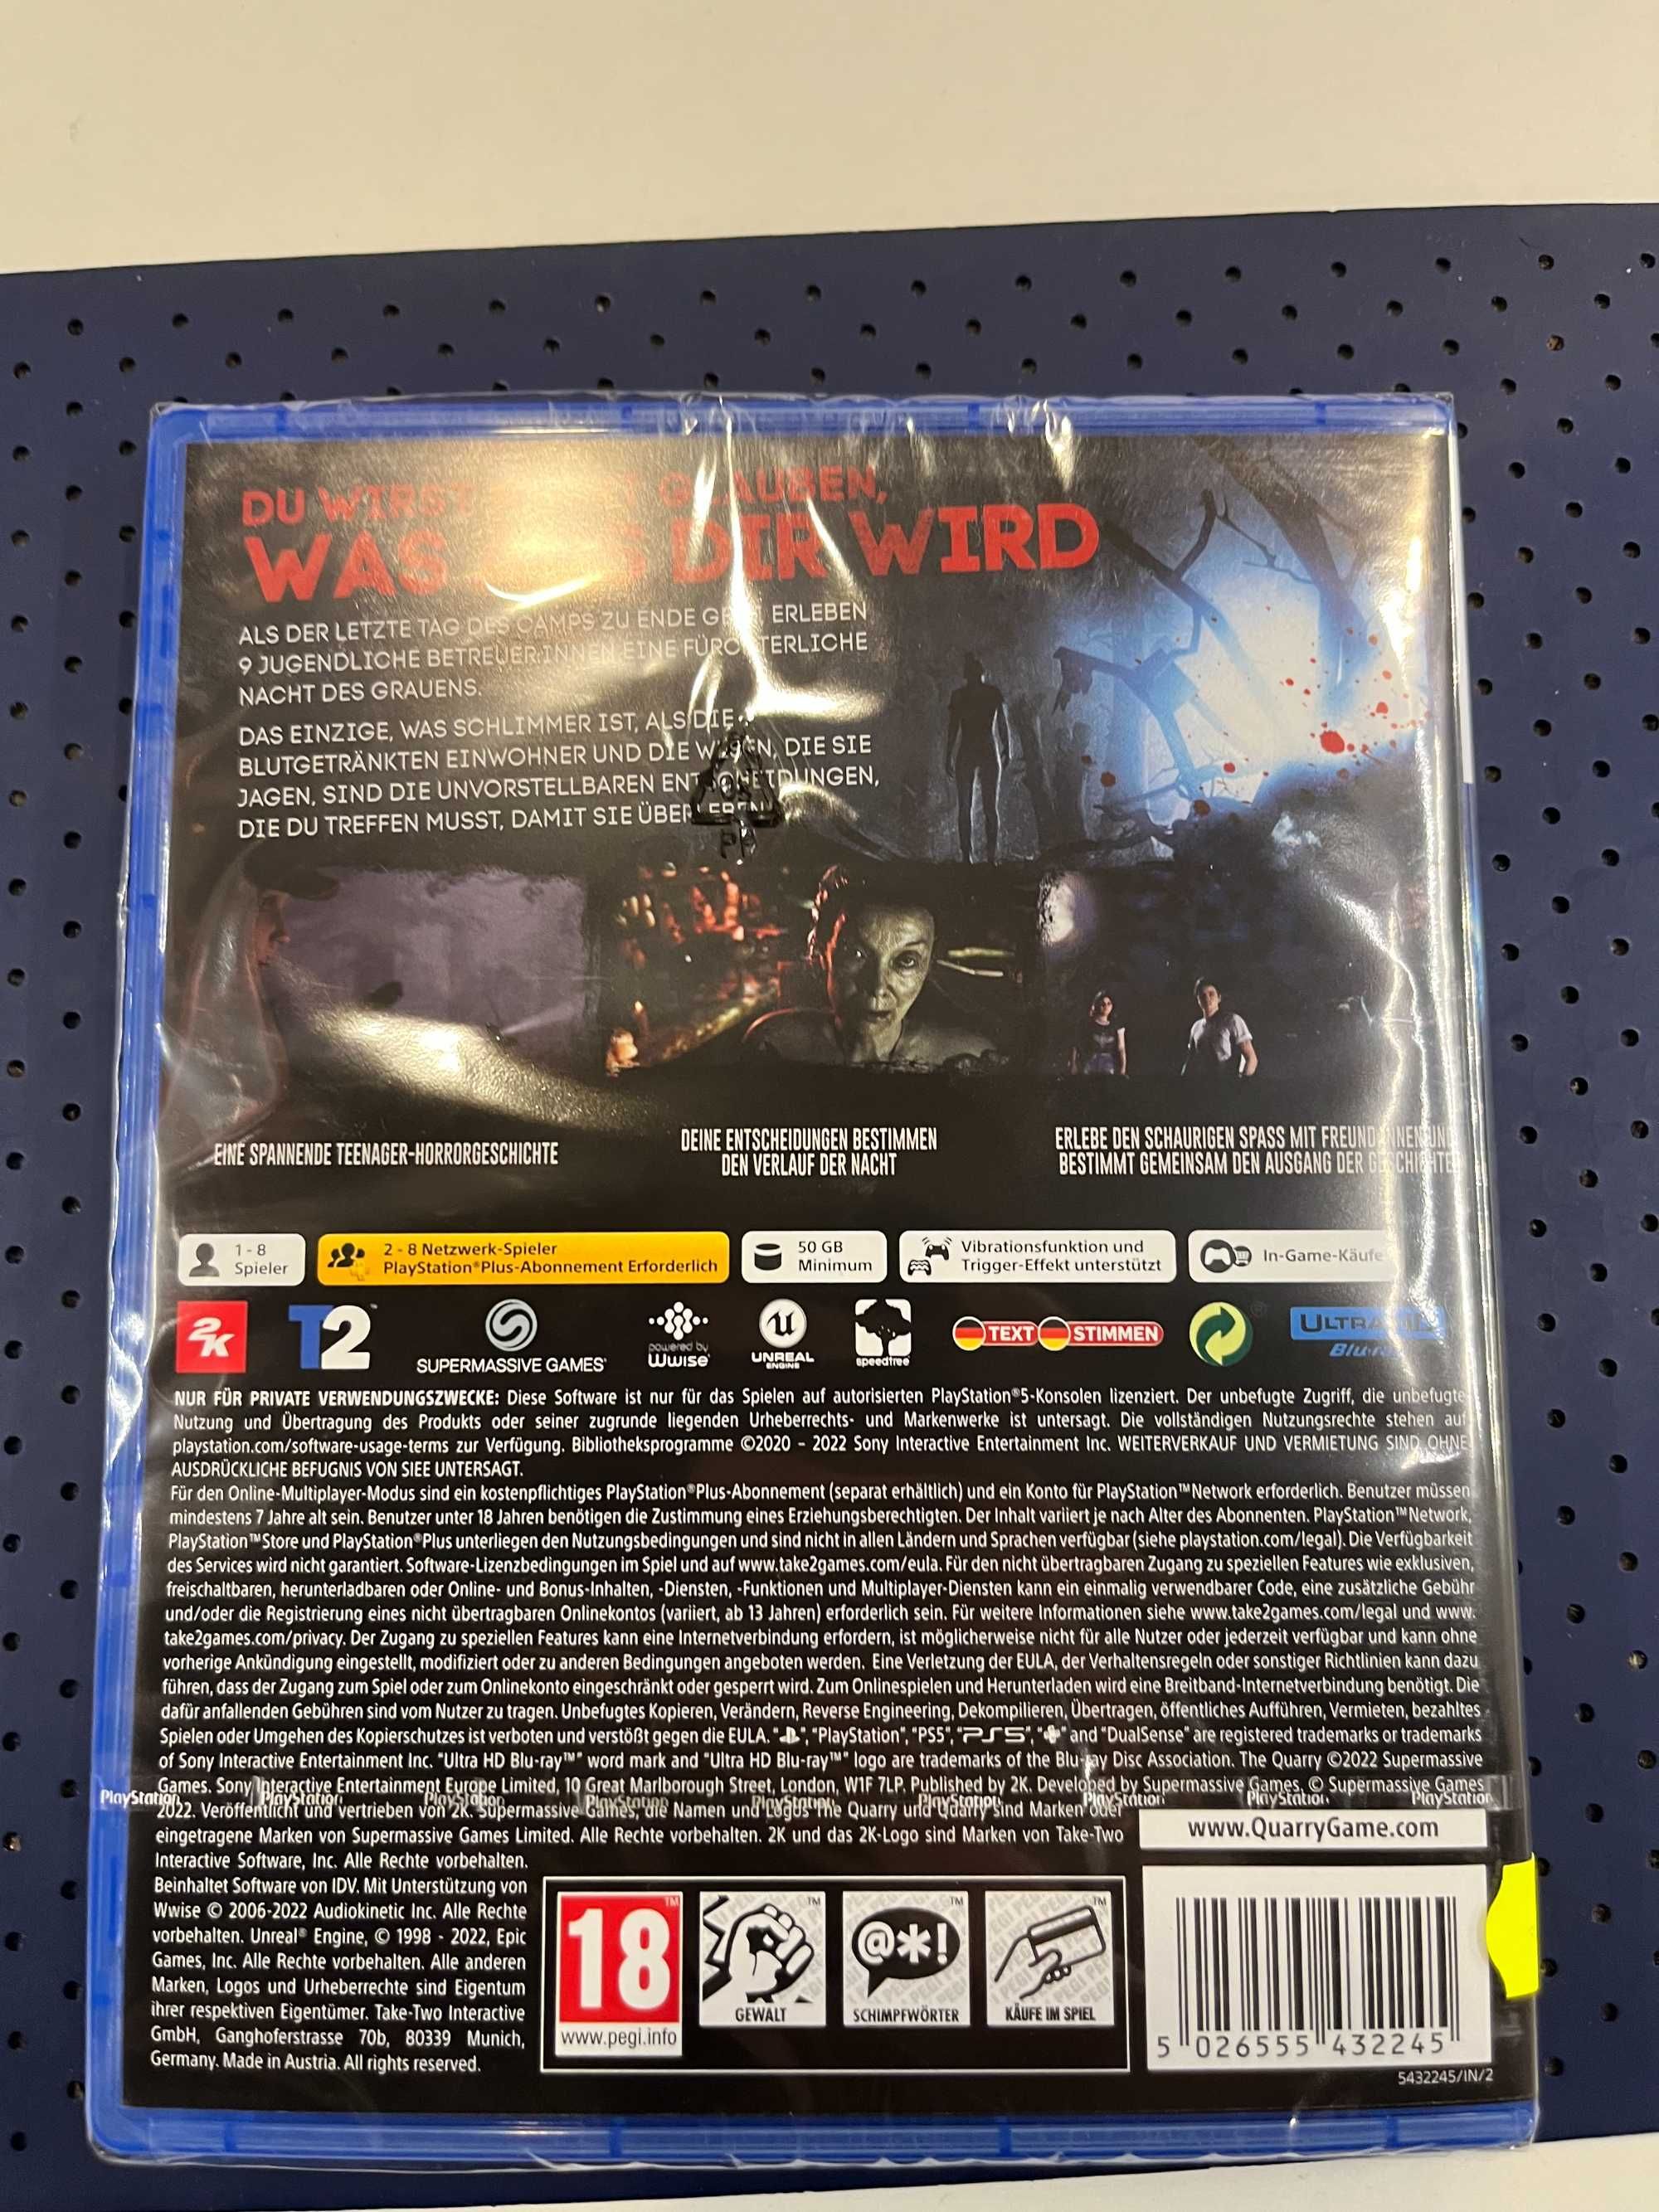 DU WIRST GLAUBEN,
WAS DIR WIRD
ALS DER LETZTE TAG DES CAMPS ZU ENDE ERLEBEN
9 JUGENDLICHE BETREUER:INNEN EINE
NACHT DES GRAUENS.
DAS EINZIGE, WAS SCHLIMMER IST, ALS DIE
BLUTGETRÄNKTEN EINWOHNER UND DIE DIE SIE
JAGEN, SIND DIE UNVORSTELLBAREN ENTSCHEIDUNGEN,
DIE DU TREFFEN MUSST, DAMIT SIE ÜBERLEBEN.
EINE SPANNENDE TEENAGER-HORRORGESCHICHTE
DEINE ENTSCHEIDUNGEN BESTIMMEN
DEN VERLAUF DER NACHT
ERLEBE DEN SCHAURIGEN SPASS MIT FREUND:INNEN UND
BESTIMMT GEMEINSAM DEN AUSGANG DER GESCHICHTE
1 - 8
Spieler
2 - 8 Netzwerk-Spieler
PlayStation®Plus-Abonnement Erforderlich
50 GB
Minimum
Vibrationsfunktion und
Trigger-Effekt unterstützt
In-Game-Käufe
2K
T2™
SUPERMASSIVE GAMES
powered by
Wwise
UNREAL
ENGINE
speedtree
TEXT STIMMEN
ULTRA HD
Blu-ray
NUR FÜR PRIVATE VERWENDUNGSZWECKE: Diese Software ist nur für das Spielen auf autorisierten PlayStation®5-Konsolen lizenziert. Der unbefugte Zugriff, die unbefugte
Nutzung und Übertragung des Produkts oder seiner zugrunde liegenden Urheberrechts- und Markenwerke ist untersagt. Die vollständigen Nutzungsrechte stehen auf
playstation.com/software-usage-terms zur Verfügung. Bibliotheksprogramme ©2020 – 2022 Sony Interactive Entertainment Inc. WEITERVERKAUF UND VERMIETUNG SIND OHNE
AUSDRÜCKLICHE BEFUGNIS VON SIEE UNTERSAGT.
Für den Online-Multiplayer-Modus sind ein kostenpflichtiges PlayStation®Plus-Abonnement (separat erhältlich) und ein Konto für PlayStation™Network erforderlich. Benutzer müssen
mindestens 7 Jahre alt sein. Benutzer unter 18 Jahren benötigen die Zustimmung eines Erziehungsberechtigten. Der Inhalt variiert je nach Alter des Abonnenten. PlayStation™Network,
PlayStation™Store und PlayStation®Plus unterliegen den Nutzungsbedingungen und sind nicht in allen Ländern und Sprachen verfügbar (siehe playstation.com/legal). Die Verfügbarkeit
des Services wird nicht garantiert. Software-Lizenzbedingungen im Spiel und auf www.take2games.com/eula. Für den nicht übertragbaren Zugang zu speziellen Features wie exklusiven,
freischaltbaren, herunterladbaren oder Online- und Bonus-Inhalten, -Diensten, -Funktionen und Multiplayer-Diensten kann ein einmalig verwendbarer Code, eine zusätzliche Gebühr
und/oder die Registrierung eines nicht übertragbaren Onlinekontos (variiert, ab 13 Jahren) erforderlich sein. Für weitere Informationen siehe www.take2games.com/legal und www.
take2games.com/privacy. Der Zugang zu speziellen Features kann eine Internetverbindung erfordern, ist möglicherweise nicht für alle Nutzer oder jederzeit verfügbar und kann ohne
vorherige Ankündigung eingestellt, modifiziert oder zu anderen Bedingungen angeboten werden. Eine Verletzung der EULA, der Verhaltensregeln oder sonstiger Richtlinien kann dazu
führen, dass der Zugang zum Spiel oder zum Onlinekonto eingeschränkt oder gesperrt wird. Zum Onlinespielen und Herunterladen wird eine Breitband-Internetverbindung benötigt. Die
dafür anfallenden Gebühren sind vom Nutzer zu tragen. Unbefugtes Kopieren, Verändern, Reverse Engineering, Dekompilieren, Übertragen, öffentliches Aufführen, Vermieten, bezahltes
Spielen oder Umgehen des Kopierschutzes ist verboten und verstößt gegen die EULA. " ", "PlayStation", "PS5", "PS5", " " and "DualSense" are registered trademarks or trademarks
of Sony Interactive Entertainment Inc. "Ultra HD Blu-ray™" word mark and "Ultra HD Blu-ray™" logo are trademarks of the Blu-ray Disc Association. The Quarry ©2022 Supermassive
Games. Sony Interactive Entertainment Europe Limited, 10 Great Marlborough Street, London, W1F 7LP. Published by 2K. Developed by Supermassive Games. © Supermassive Games
PlayStation PlayStation PlayStation PlayStation PlayStation PlayStation PlayStation PlayStation PlayStation
2022. Veröffentlicht und vertrieben von 2K. Supermassive Games, die Namen und Logos The Quarry und Quarry sind Marken oder
eingetragene Marken von Supermassive Games Limited. Alle Rechte vorbehalten. 2K und das 2K-Logo sind Marken von Take-Two
Interactive Software, Inc. Alle Rechte vorbehalten.
Beinhaltet Software von IDV. Mit Unterstützung von
Wwise © 2006-2022 Audiokinetic Inc. Alle Rechte
vorbehalten. Unreal® Engine, © 1998 - 2022, Epic
Games, Inc. Alle Rechte vorbehalten. Alle anderen
Marken, Logos und Urheberrechte sind Eigentum
ihrer respektiven Eigentümer. Take-Two Interactive
GmbH, Ganghoferstrasse 70b, 80339 Munich,
Germany. Made in Austria. All rights reserved.
www.QuarryGame.com
18
www.pegi.info
GEWALT
@*!
SCHIMPFWÖRTER
KÄUFE IM SPIEL
5 026555 432245
5432245/IN/2